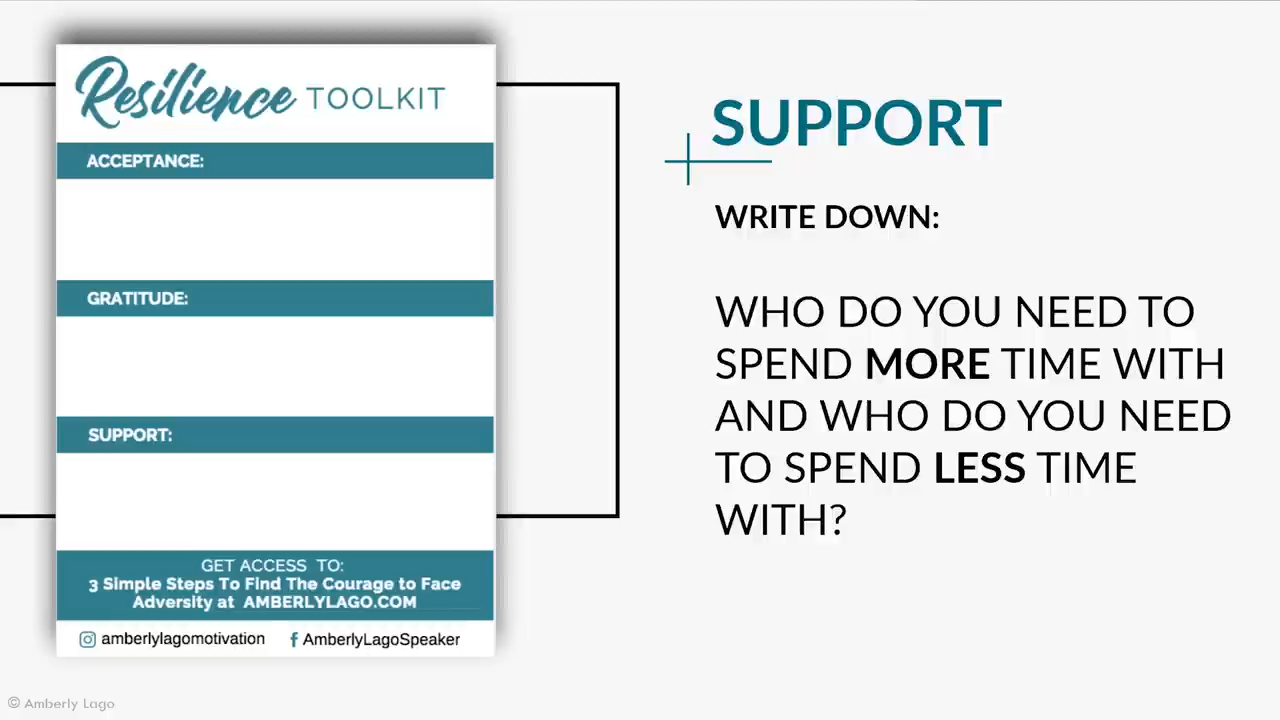 Resilience TOOLKIT
ACCEPTANCE:
GRATITUDE:
SUPPORT:
GET ACCESS TO:
3 Simple Steps To Find The Courage to Face
Adversity at AMBERLYLAGO.COM
amberlylagomotivation
AmberlyLagoSpeaker
SUPPORT
WRITE DOWN:
WHO DO YOU NEED TO
SPEND MORE TIME WITH
AND WHO DO YOU NEED
TO SPEND LESS TIME
WITH?
© Amberly Lago